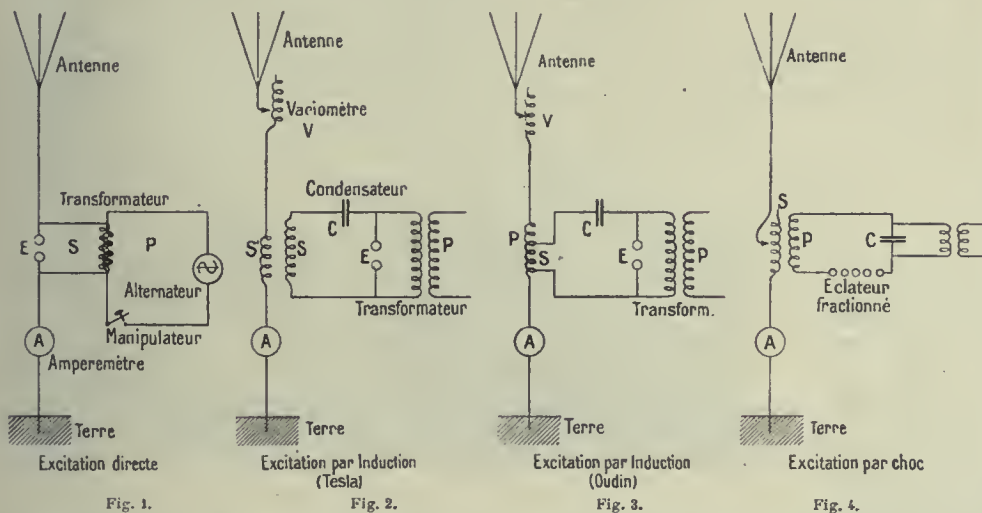 Antenne
Transformateur
E
S
P
Alternateur
Manipulateur
A
Amperemètre
Terre
Excitation directe
Fig. 1.
Antenne
Variomètre
V
Condensateur
C
S'
S
E
P
Transformateur
A
Terre
Excitation par Induction
(Tesla)
Fig. 2.
Antenne
V
C
P
S
E
P
Transform.
A
Terre
Excitation par Induction
(Oudin)
Fig. 3.
Antenne
S
P
C
Eclateur
fractionné
A
Terre
Excitation par choc
Fig. 4.